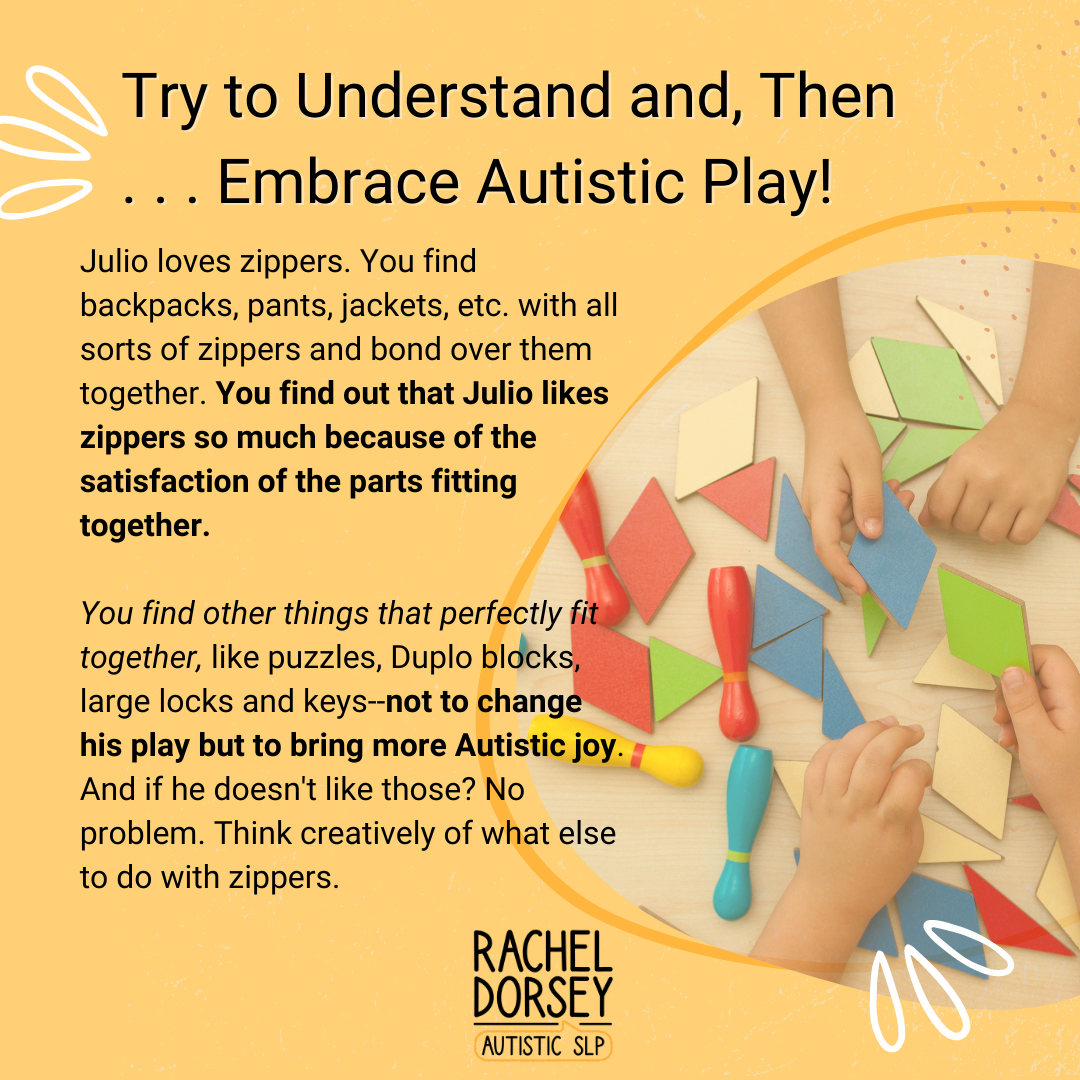 Try to Understand and, Then
. . . Embrace Autistic Play!
Julio loves zippers. You find
backpacks, pants, jackets, etc. with all
sorts of zippers and bond over them
together. You find out that Julio likes
zippers so much because of the
satisfaction of the parts fitting
together.
You find other things that perfectly fit
together, like puzzles, Duplo blocks,
large locks and keys--not to change
his play but to bring more Autistic joy.
And if he doesn't like those? No
problem. Think creatively of what else
to do with zippers.
RACHEL
DORSEY
AUTISTIC SLP